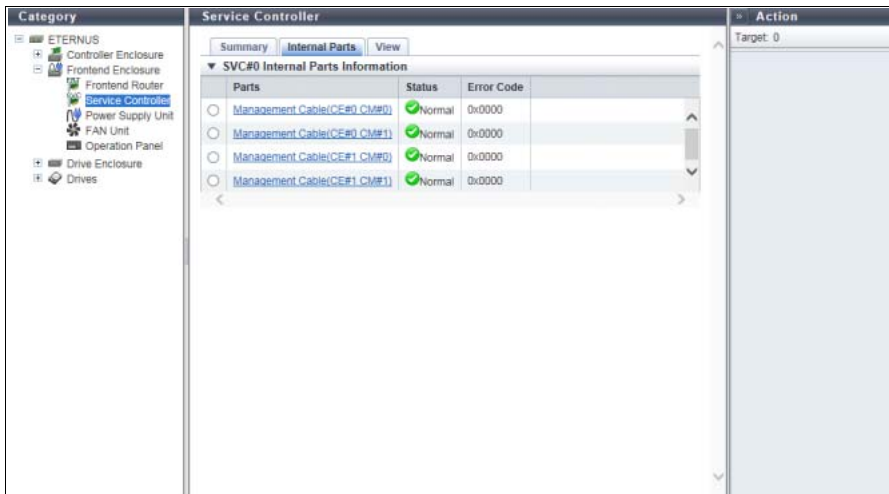 Category
ETERNUS
Controller Enclosure
Frontend Enclosure
Frontend Router
Service Controller
Power Supply Unit
FAN Unit
Operation Panel
Drive Enclosure
Drives
Service Controller
Summary Internal Parts View
▼ SVC#0 Internal Parts Information
Parts Status Error Code
Management Cable(CE#0 CM#0) Normal 0x0000
Management Cable(CE#0 CM#1) Normal 0x0000
Management Cable(CE#1 CM#0) Normal 0x0000
Management Cable(CE#1 CM#1) Normal 0x0000
» Action
Target: 0